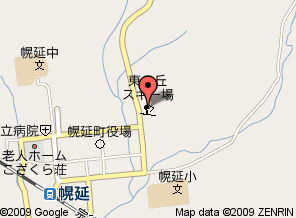 幌延中
東
丘
スキー場
立病院
幌延町役場
老人ホーム
こざくら荘
幌延
幌延小
©2009 Google
Map data ©2009 ZENRIN